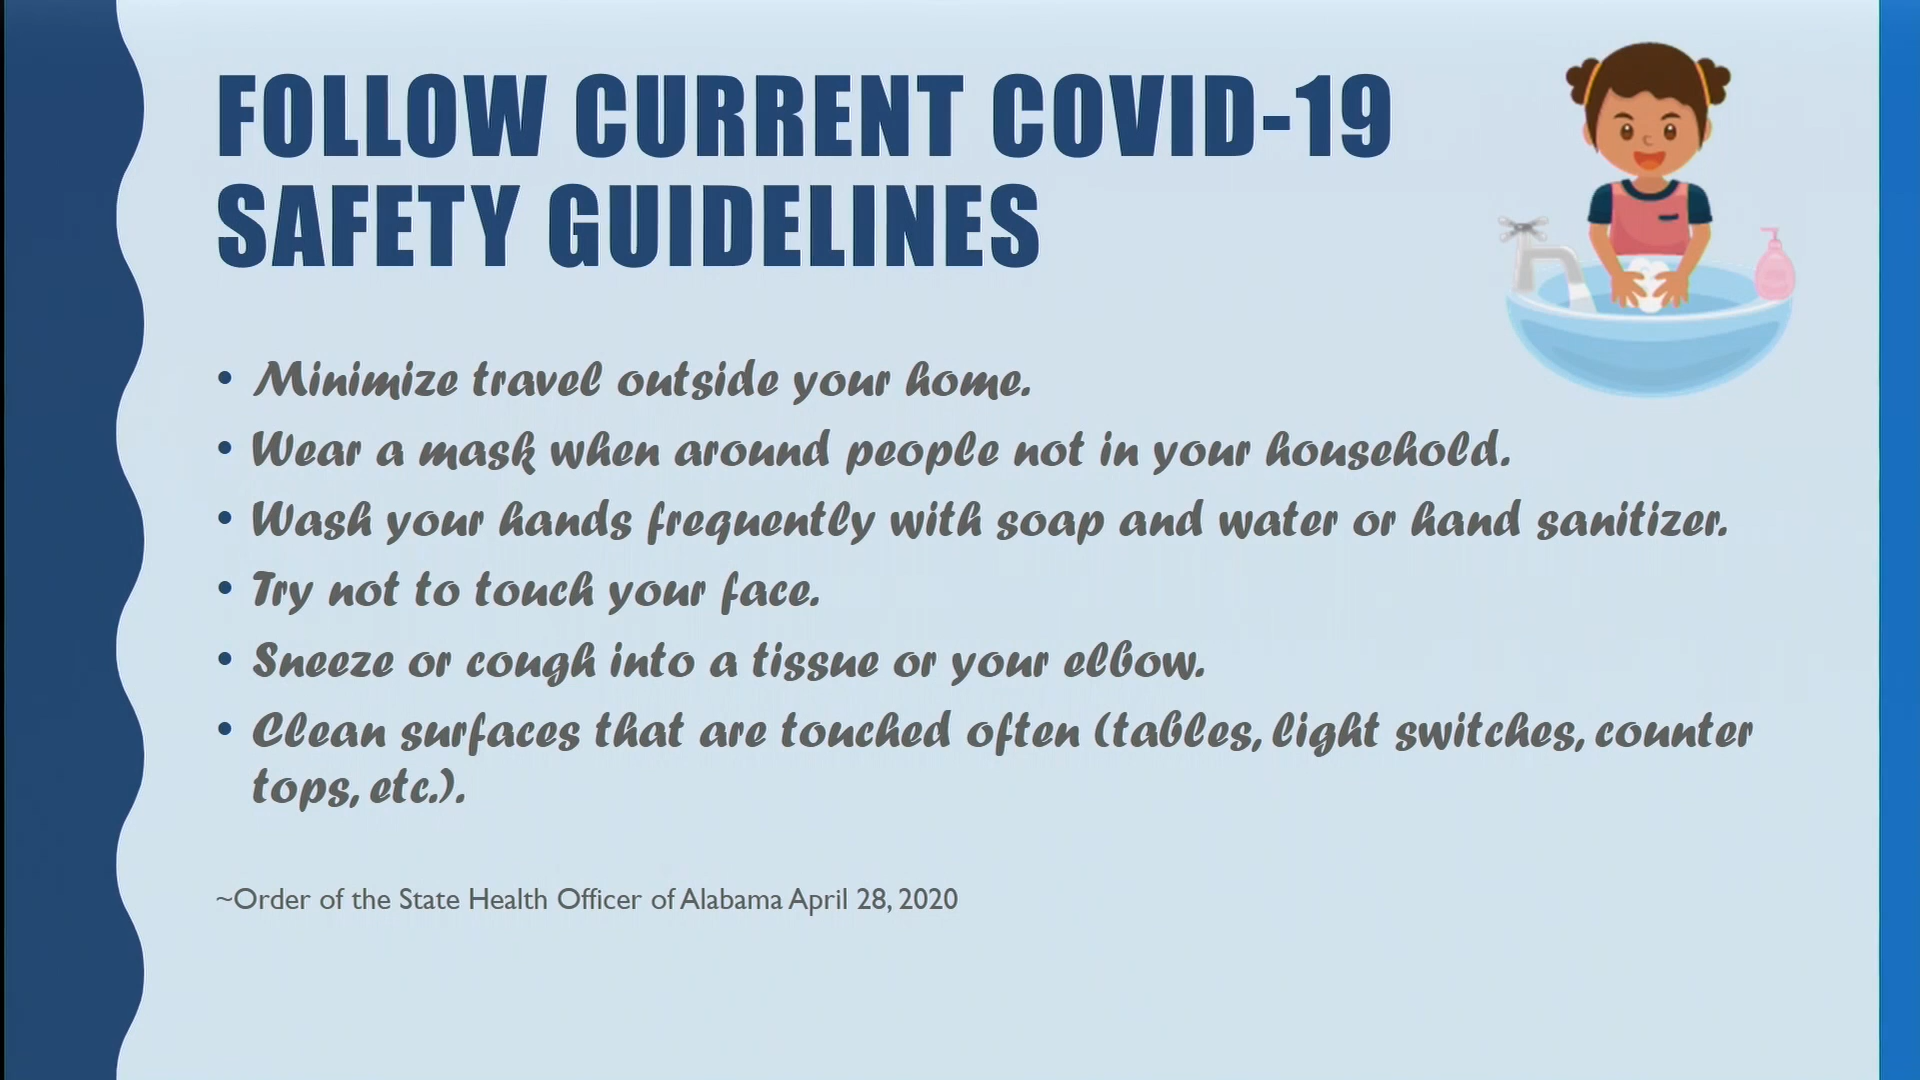 FOLLOW CURRENT COVID-19
SAFETY GUIDELINES
• Minimize travel outside your home.
• Wear a mask when around people not in your household.
• Wash your hands frequently with soap and water or hand sanitizer.
• Try not to touch your face.
• Sneeze or cough into a tissue or your elbow.
• Clean surfaces that are touched often (tables, light switches, counter
tops, etc.).
~Order of the State Health Officer of Alabama April 28, 2020